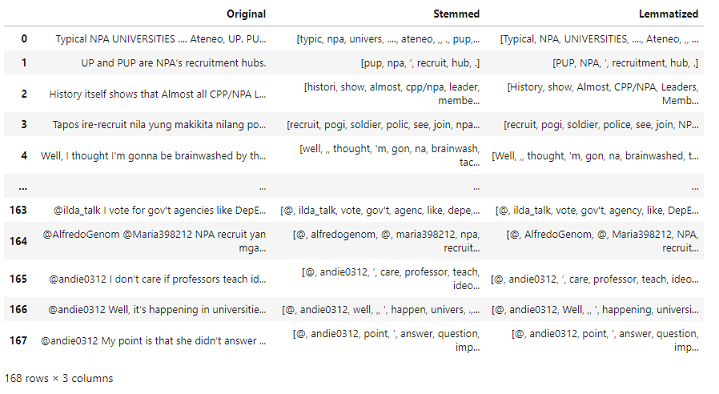 Original Stemmed Lemmatized
0 Typical NPA UNIVERSITIES .... Ateneo, UP. PU... [typic, npa, univers, ...., ateneo, ,, ., pup,... [Typical, NPA, UNIVERSITIES, ...., Ateneo, ,, ...
1 UP and PUP are NPA's recruitment hubs. [pup, npa, ', recruit, hub, .] [PUP, NPA, ', recruitment, hub, .]
2 History itself shows that Almost all CPP/NPA L... [histori, show, almost, cpp/npa, leader, membe... [History, show, Almost, CPP/NPA, Leaders, Memb...
3 Tapos ire-recruit nila yung makikita nilang po... [recruit, pogi, soldier, polic, see, join, npa... [recruit, pogi, soldier, police, see, join, NP...
4 Well, I thought I'm gonna be brainwashed by th... [well, ,, thought, 'm, gon, na, brainwash, tac... [Well, ,, thought, 'm, gon, na, brainwashed, t...
... ... ... ...
163 @ilda_talk I vote for gov't agencies like DepE... [@, ilda_talk, vote, gov't, agenc, like, depe,... [@, ilda_talk, vote, gov't, agency, like, DepE...
164 @AlfredoGenom @Maria398212 NPA recruit yan mga... [@, alfredogenom, @, maria398212, npa, recruit... [@, AlfredoGenom, @, Maria398212, NPA, recruit...
165 @andie0312 I don't care if professors teach id... [@, andie0312, ', care, professor, teach, ideo... [@, andie0312, ', care, professor, teach, ideo...
166 @andie0312 Well, it's happening in universitie... [@, andie0312, well, ,, ', happen, univers, .,... [@, andie0312, Well, ,, ', happening, universi...
167 @andie0312 My point is that she didn't answer ... [@, andie0312, point, ', answer, question, imp... [@, andie0312, point, ', answer, question, imp...
168 rows × 3 columns